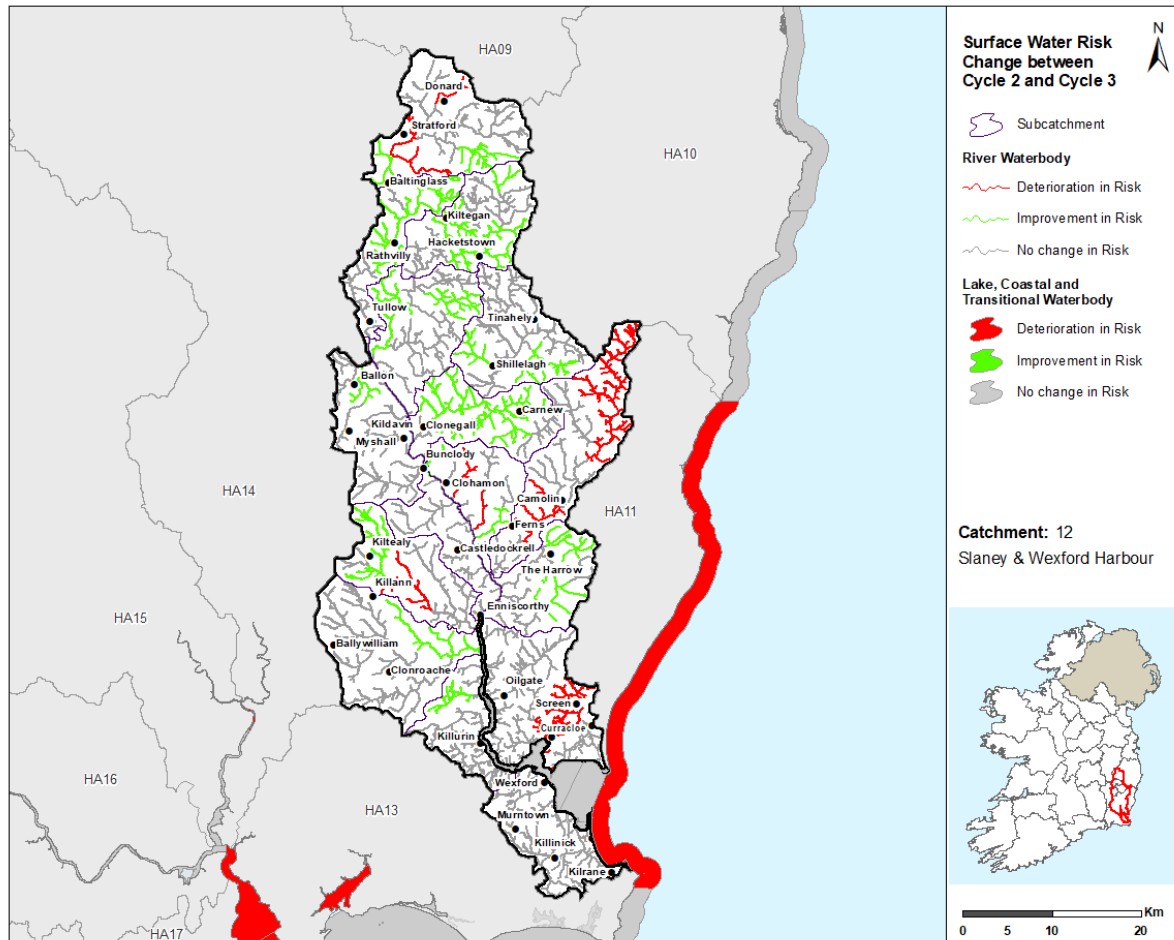 HA09
Donard
Stratford
HA10
Baltinglass
Kiltegan
Hacketstown
Rathvilly
Tullow
Tinahely
Shillelagh
Ballon
Carnew
Kildavin
Clonegall
Myshall
Bunclody
HA14
Clohamon
Camolin
HA11
Ferns
Kiltealy
Castledockrell
The Harrow
Killann
Enniscorthy
HA15
Ballywilliam
Clonroache
Oilgate
Screen
Curracloe
Killurin
HA16
Wexford
HA13
Murntown
Killinick
Kilrane
HA17
Surface Water Risk
Change between
Cycle 2 and Cycle 3
N
Subcatchment
River Waterbody
Deterioration in Risk
Improvement in Risk
No change in Risk
Lake, Coastal and
Transitional Waterbody
Deterioration in Risk
Improvement in Risk
No change in Risk
Catchment: 12
Slaney & Wexford Harbour
Km
0 5 10 20